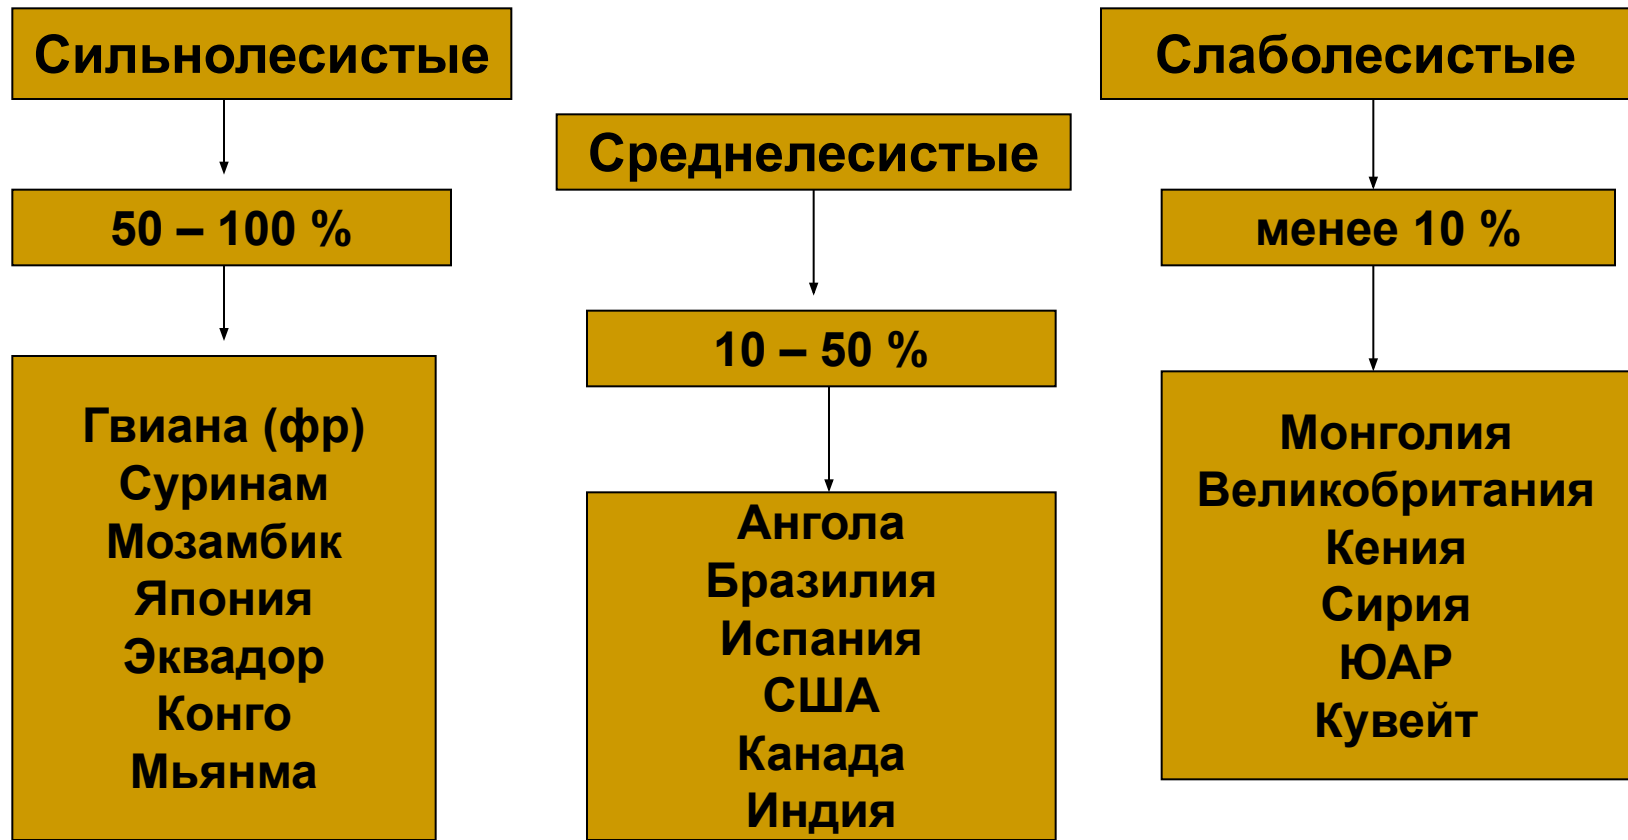 Сильнолесистые
50 – 100 %
Гвиана (фр)
Суринам
Мозамбик
Япония
Эквадор
Конго
Мьянма
Среднелесистые
10 – 50 %
Ангола
Бразилия
Испания
США
Канада
Индия
Слаболесистые
менее 10 %
Монголия
Великобритания
Кения
Сирия
ЮАР
Кувейт